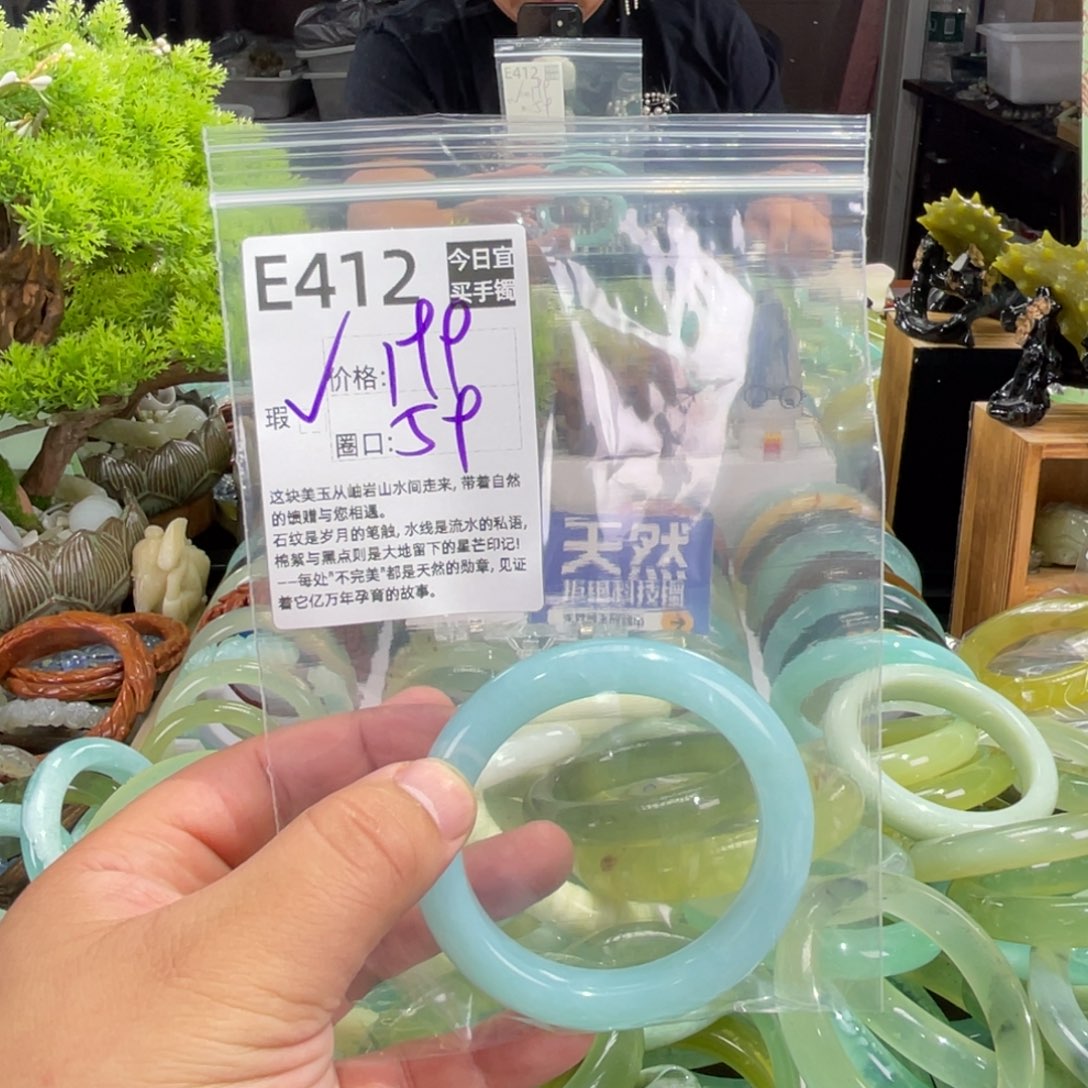 E412
E412
今日宜
买手镯
价格:199
瑕✓
圈口:59
这块美玉从岫岩山水间走来, 带着自然
的馈赠与您相遇。
石纹是岁月的笔触, 水线是流水的私语,
棉絮与黑点则是大地留下的星芒印记!
——每处"不完美"都是天然的勋章, 见证
着它亿万年孕育的故事。
天然